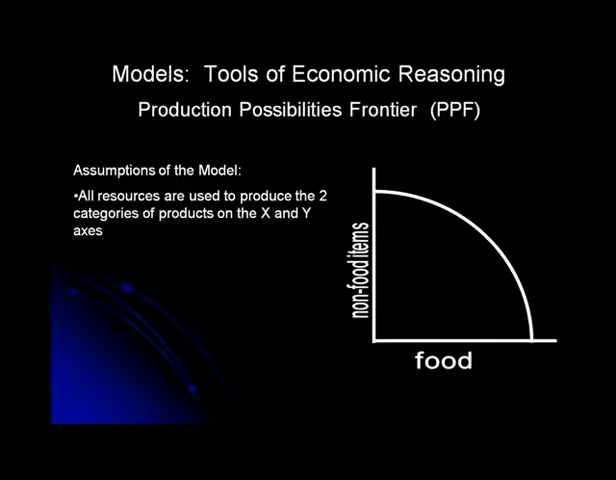 Models:  Tools of Economic Reasoning
Production Possibilities Frontier  (PPF)
Assumptions of the Model:
•All resources are used to produce the 2
categories of products on the X and Y
axes
non-food items
food